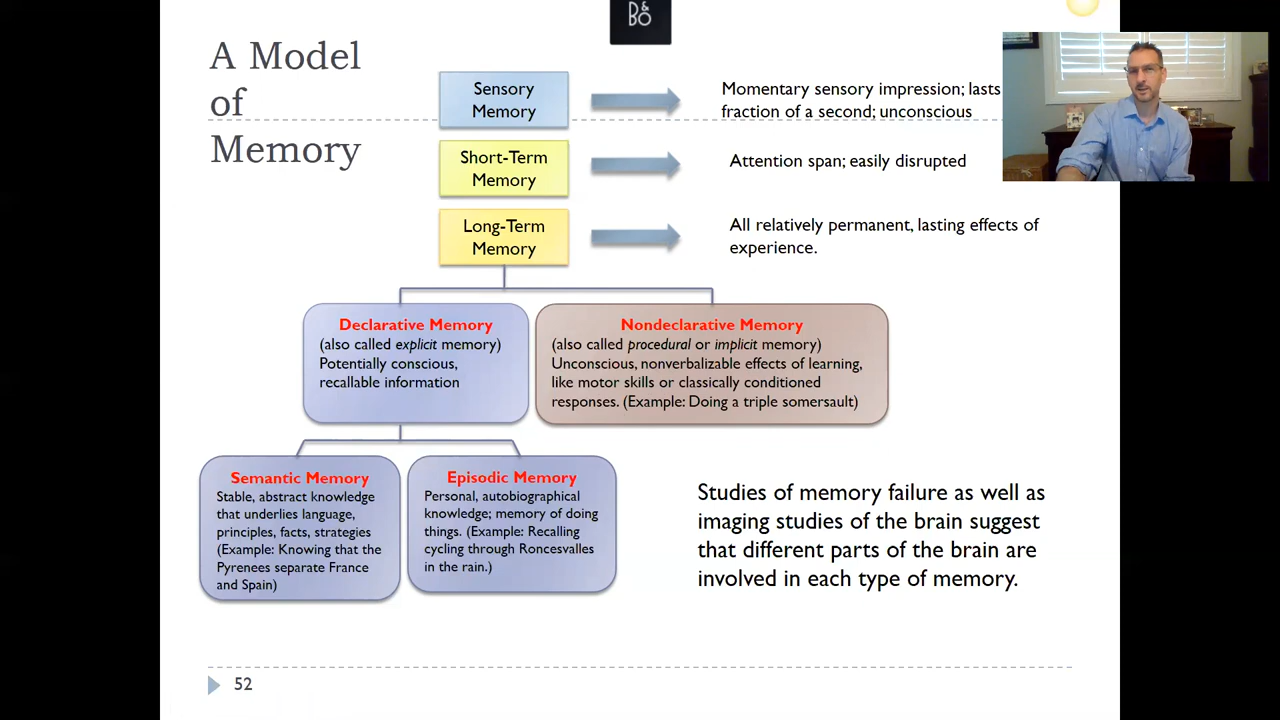 B&
BO
A Model
of
Memory
Sensory
Memory
Momentary sensory impression; lasts
fraction of a second; unconscious
Short-Term
Memory
Attention span; easily disrupted
Long-Term
Memory
All relatively permanent, lasting effects of
experience.
Declarative Memory
(also called explicit memory)
Potentially conscious,
recallable information
Nondeclarative Memory
(also called procedural or implicit memory)
Unconscious, nonverbalizable effects of learning,
like motor skills or classically conditioned
responses. (Example: Doing a triple somersault)
Semantic Memory
Stable, abstract knowledge
that underlies language,
principles, facts, strategies
(Example: Knowing that the
Pyrenees separate France
and Spain)
Episodic Memory
Personal, autobiographical
knowledge; memory of doing
things. (Example: Recalling
cycling through Roncesvalles
in the rain.)
Studies of memory failure as well as
imaging studies of the brain suggest
that different parts of the brain are
involved in each type of memory.
52